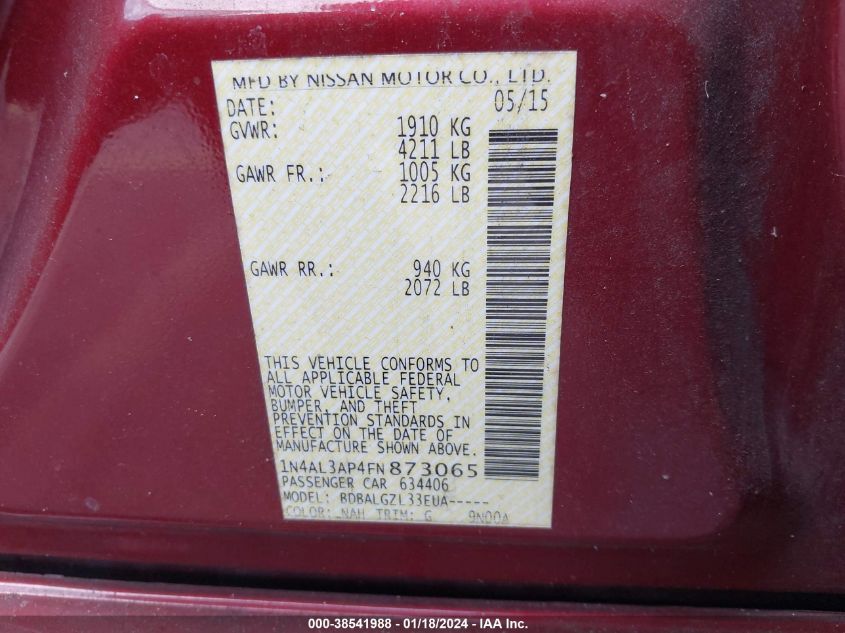 MFD BY NISSAN MOTOR CO., LTD.
DATE: 05/15
GVWR: 1910 KG
4211 LB
GAWR FR.: 1005 KG
2216 LB
GAWR RR.: 940 KG
2072 LB
THIS VEHICLE CONFORMS TO
ALL APPLICABLE FEDERAL
MOTOR VEHICLE SAFETY,
BUMPER, AND THEFT
PREVENTION STANDARDS IN
EFFECT ON THE DATE OF
MANUFACTURE SHOWN ABOVE.
1N4AL3AP4FN873065
PASSENGER CAR 634406
MODEL: BDBALGZL33EUA-----
COLOR: NAH TRIM: G 9N00A
000-38541988 - 01/18/2024 - IAA Inc.